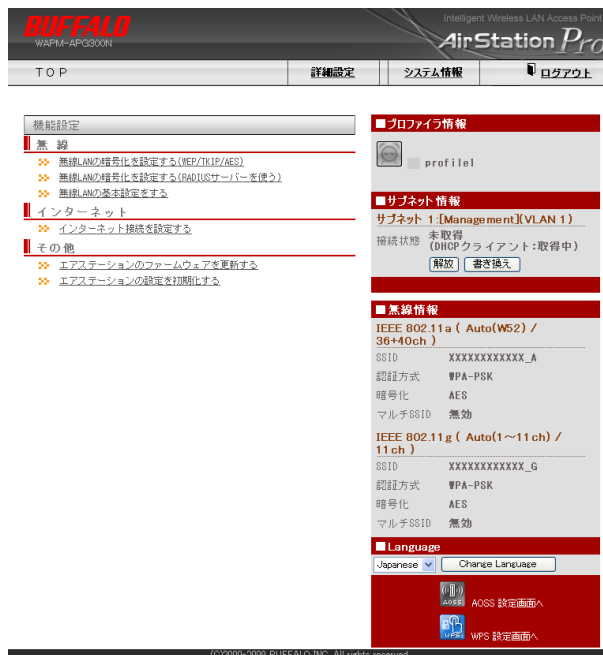 BUFFALO
WAPM-APG300N
Intelligent Wireless LAN Access Point
AirStation Pro
TOP
詳細設定
システム情報
ログアウト
機能設定
無 線
無線LANの暗号化を設定する(WEP/TKIP/AES)
無線LANの暗号化を設定する(RADIUSサーバーを使う)
無線LANの基本設定をする
インターネット
インターネット接続を設定する
その他
エアステーションのファームウェアを更新する
エアステーションの設定を初期化する
■プロファイラ情報
profile1
■サブネット情報
サブネット 1:[Management](VLAN 1)
接続状態 未取得
(DHCPクライアント:取得中)
解放 書き換え
■無線情報
IEEE 802.11a ( Auto(W52) /
36+40ch )
SSID XXXXXXXXXXXX_A
認証方式 WPA-PSK
暗号化 AES
マルチSSID 無効
IEEE 802.11g ( Auto(1～11ch) /
11ch )
SSID XXXXXXXXXXXX_G
認証方式 WPA-PSK
暗号化 AES
マルチSSID 無効
■Language
Japanese Change Language
AOSS AOSS 設定画面へ
WPS WPS 設定画面へ
(C)2000-2009 BUFFALO INC. All rights reserved.